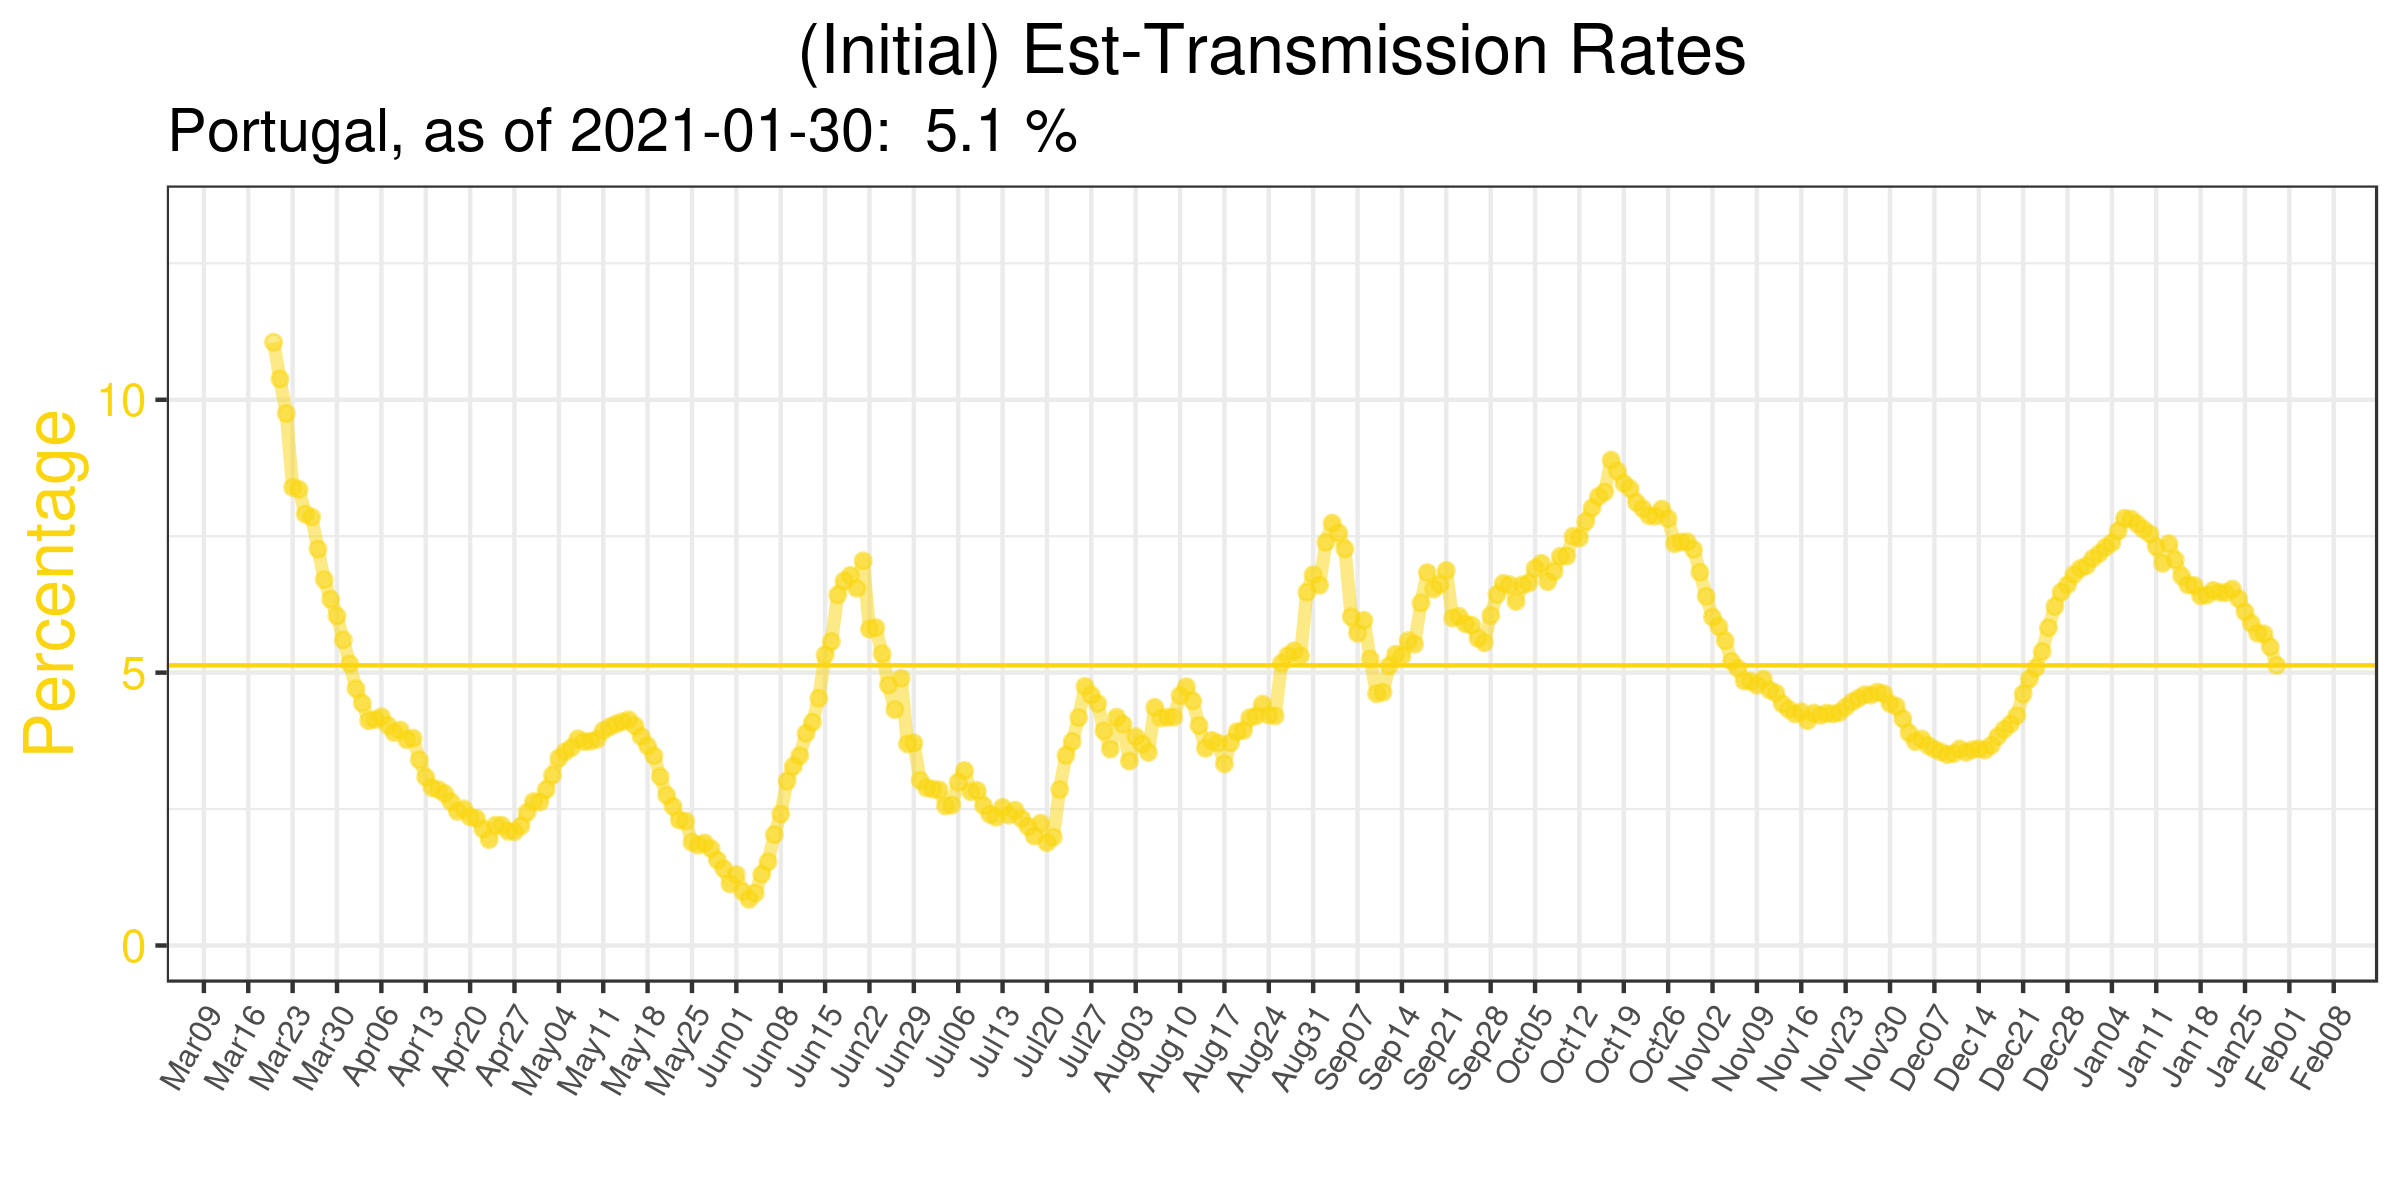 (Initial) Est-Transmission Rates
Portugal, as of 2021-01-30:  5.1 %
Percentage
10
5
0
Mar09
Mar16
Mar23
Mar30
Apr06
Apr13
Apr20
Apr27
May04
May11
May18
May25
Jun01
Jun08
Jun15
Jun22
Jun29
Jul06
Jul13
Jul20
Jul27
Aug03
Aug10
Aug17
Aug24
Aug31
Sep07
Sep14
Sep21
Sep28
Oct05
Oct12
Oct19
Oct26
Nov02
Nov09
Nov16
Nov23
Nov30
Dec07
Dec14
Dec21
Dec28
Jan04
Jan11
Jan18
Jan25
Feb01
Feb08